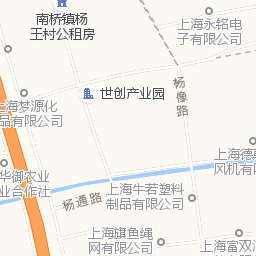 南桥镇杨
王村公租房
上海永铭电
子有限公司
世创产业园
杨像路
上海梦源化
品有限公司
上海德
风机有限
华御农业
业合作社
上海牛若塑料
制品有限公司
杨通路
上海旗鱼绳
网有限公司
上海富双